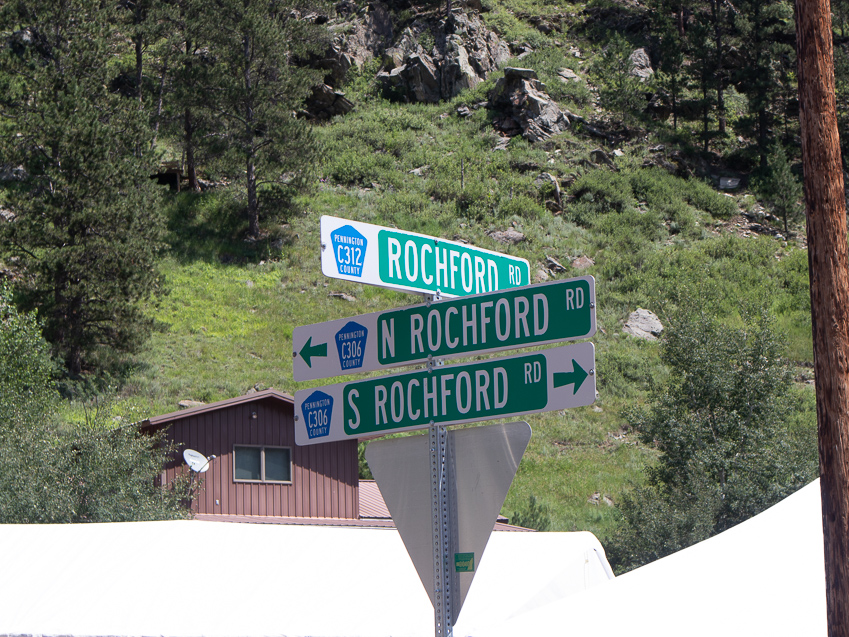 PENNINGTON
C312
COUNTY
ROCHFORD RD
PENNINGTON
C306
COUNTY
N ROCHFORD RD
PENNINGTON
C306
COUNTY
S ROCHFORD RD